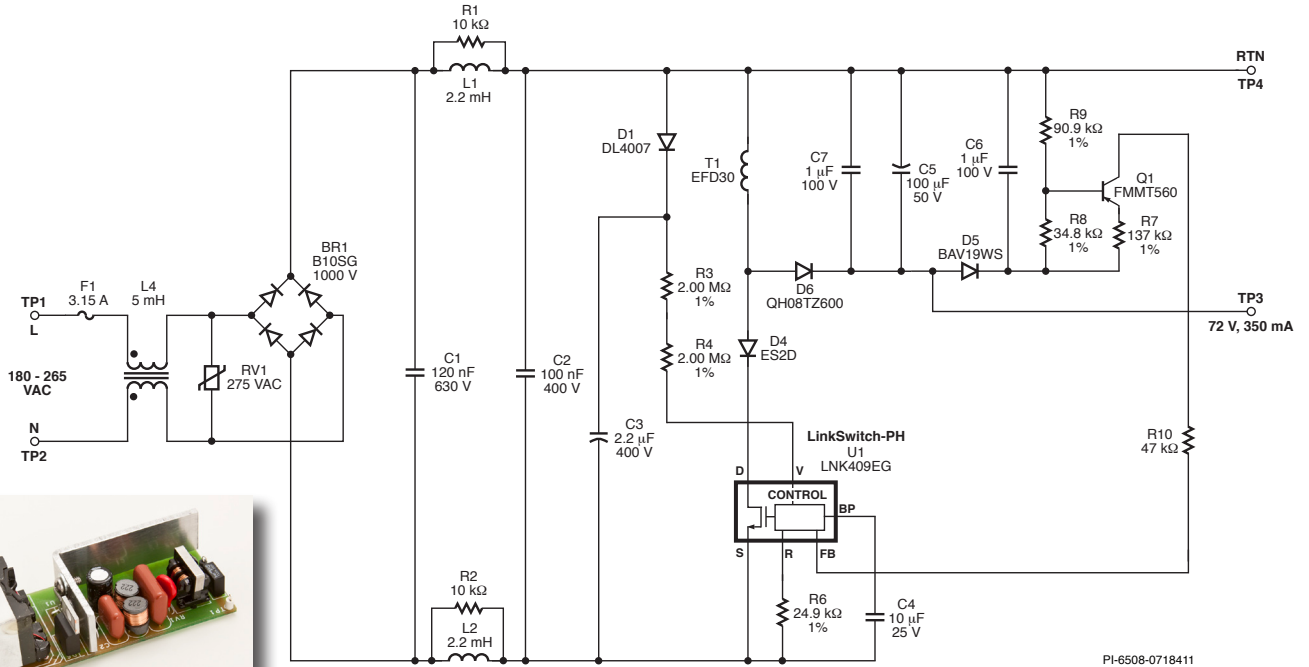 R1
10 kΩ
L1
2.2 mH
RTN
TP4
D1
DL4007
T1
EFD30
C7
1 μF
100 V
C5
100 μF
50 V
C6
1 μF
100 V
R9
90.9 kΩ
1%
Q1
FMMT560
R8
34.8 kΩ
1%
R7
137 kΩ
1%
BR1
B10SG
1000 V
F1
3.15 A
L4
5 mH
TP1
L
180 - 265
VAC
RV1
275 VAC
N
TP2
C1
120 nF
630 V
C2
100 nF
400 V
R3
2.00 MΩ
1%
R4
2.00 MΩ
1%
D6
QH08TZ600
D5
BAV19WS
D4
ES2D
TP3
72 V, 350 mA
C3
2.2 μF
400 V
LinkSwitch-PH
U1
LNK409EG
R10
47 kΩ
D
V
CONTROL
BP
S
R
FB
R2
10 kΩ
L2
2.2 mH
R6
24.9 kΩ
1%
C4
10 μF
25 V
222
222
TP1
PI-6508-0718411